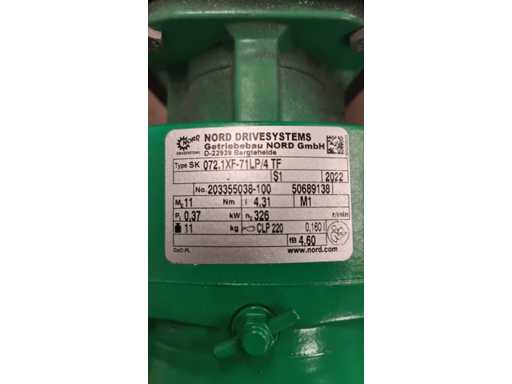 NORD
NORD DRIVESYSTEMS
Getriebebau NORD GmbH
D-22939 Bargteheide
Type SK 072.1XF-71LP/4 TF
- S1 2022
No. 203355038-100 50689138
M₂ 11 Nm i 4,31 M1
P₁ 0,37 kW n₂ 326 r/min
11 kg CLP 220 0,160 l
fB 4,60
www.nord.com